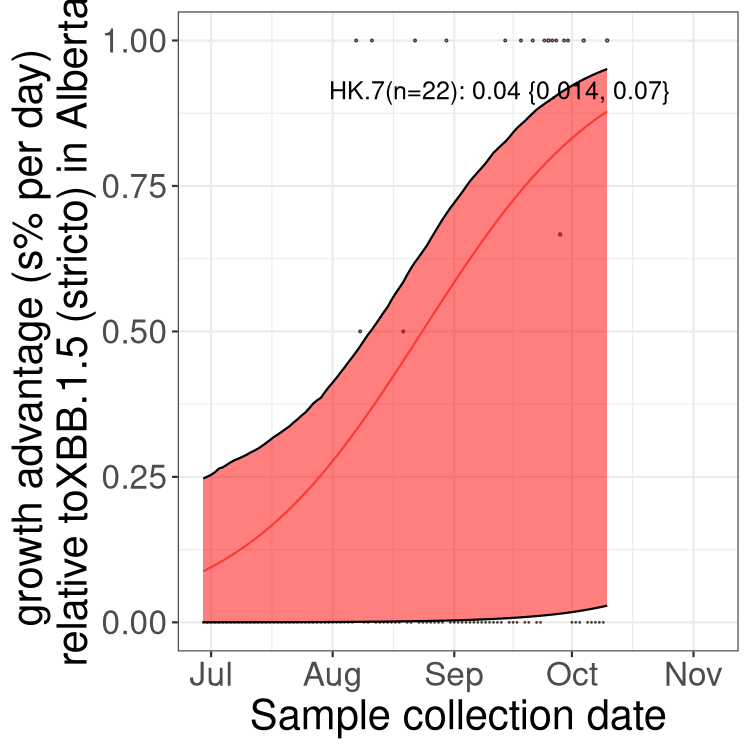 growth advantage (s% per day)
relative toXBB.1.5 (stricto) in Alberta
1.00
0.75
0.50
0.25
0.00
HK.7(n=22): 0.04 {0.014, 0.07}
Jul Aug Sep Oct Nov
Sample collection date